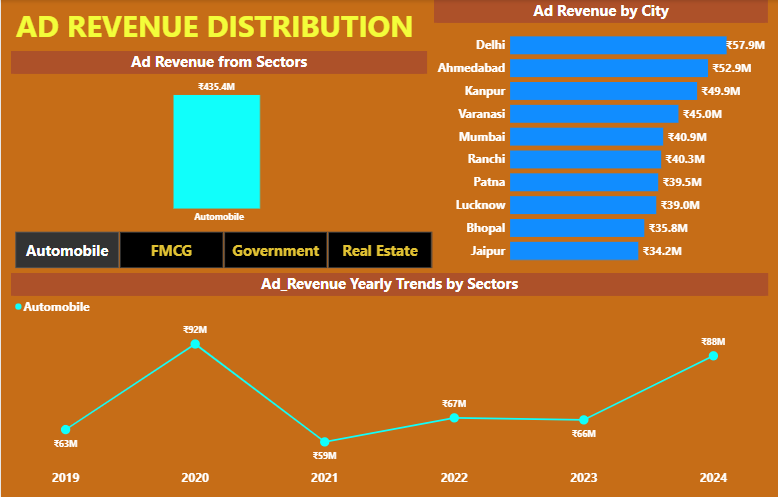 AD REVENUE DISTRIBUTION
Ad Revenue from Sectors
₹435.4M
Automobile
Automobile FMCG Government Real Estate
Ad Revenue by City
Delhi ₹57.9M
Ahmedabad ₹52.9M
Kanpur ₹49.9M
Varanasi ₹45.0M
Mumbai ₹40.9M
Ranchi ₹40.3M
Patna ₹39.5M
Lucknow ₹39.0M
Bhopal ₹35.8M
Jaipur ₹34.2M
Ad_Revenue Yearly Trends by Sectors
Automobile
₹63M ₹92M ₹59M ₹67M ₹66M ₹88M
2019 2020 2021 2022 2023 2024